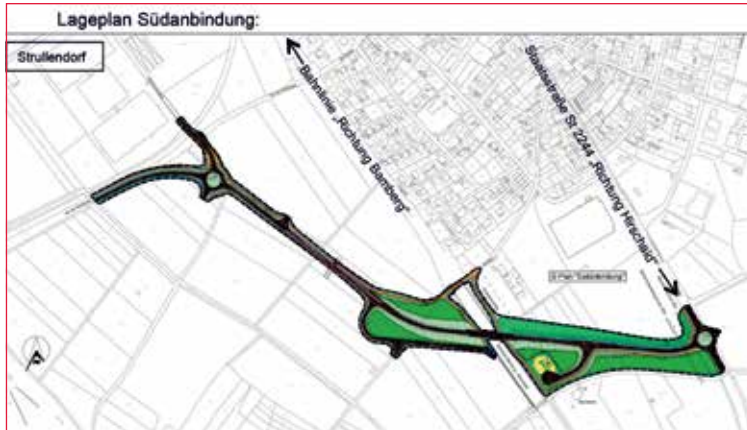 Lageplan Südanbindung:
Strullendorf
Bahnlinie „Richtung Bamberg“
Staatsstraße St 2244 „Richtung Hirschaid“